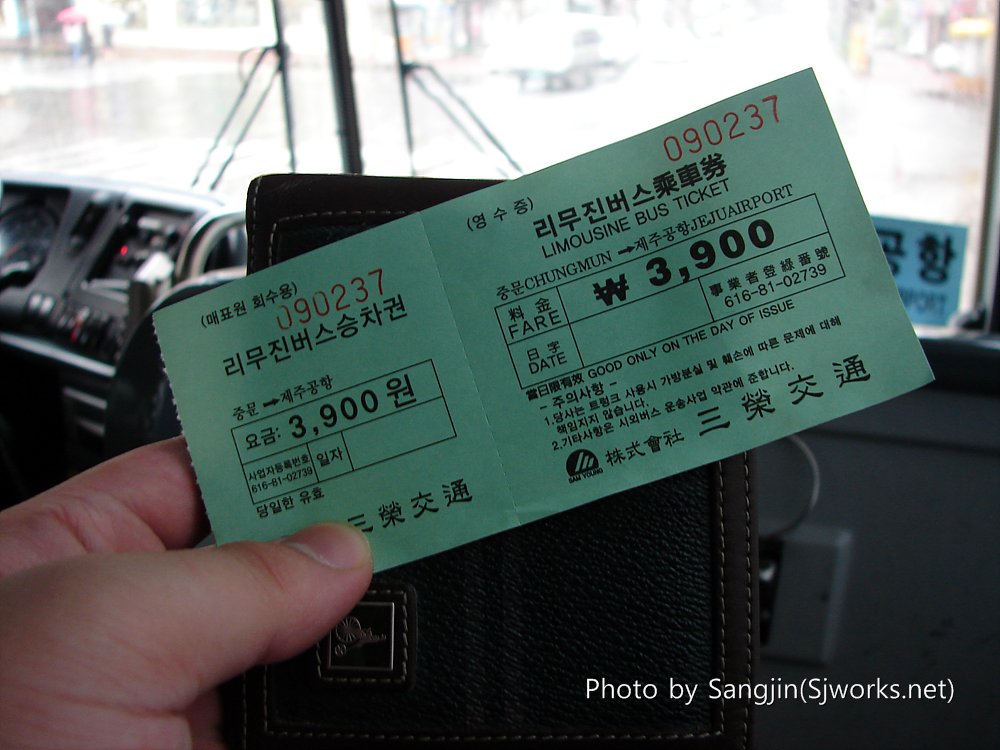 (매표원 회수용)
090237
리무진버스승차권
중문→제주공항
요금: 3,900원
사업자등록번호
616-81-02739
일자
당일한 유효
三榮交通
(영수증)
090237
리무진버스乘車券
LIMOUSINE BUS TICKET
중문CHUNGMUN→제주공항JEJUAIRPORT
料金
FARE
₩3,900
日字
DATE
事業者登錄番號
616-81-02739
當日限有效 GOOD ONLY ON THE DAY OF ISSUE
- 주의사항 -
1.당사는 트렁크 사용시 가방분실 및 훼손에 따른 문제에 대해
책임지지 않습니다.
2.기타사항은 시외버스 운송사업 약관에 준합니다.
SAM YOUNG
株式會社 三榮交通
공항
Photo by Sangjin(Sjworks.net)